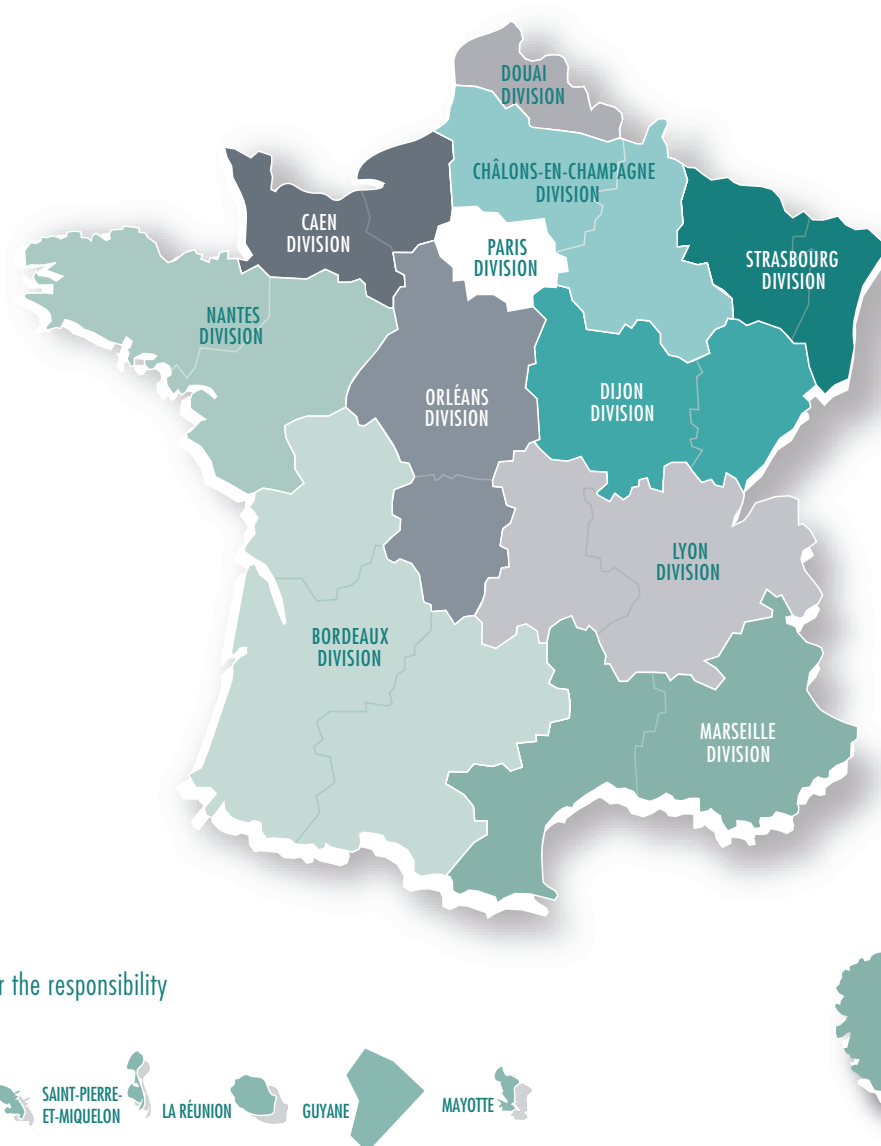 DOUAI
DIVISION
CHÂLONS-EN-CHAMPAGNE
DIVISION
CAEN
DIVISION
PARIS
DIVISION
STRASBOURG
DIVISION
NANTES
DIVISION
ORLÉANS
DIVISION
DIJON
DIVISION
LYON
DIVISION
BORDEAUX
DIVISION
MARSEILLE
DIVISION
r the responsibility
SAINT-PIERRE-
ET-MIQUELON
LA RÉUNION
GUYANE
MAYOTTE